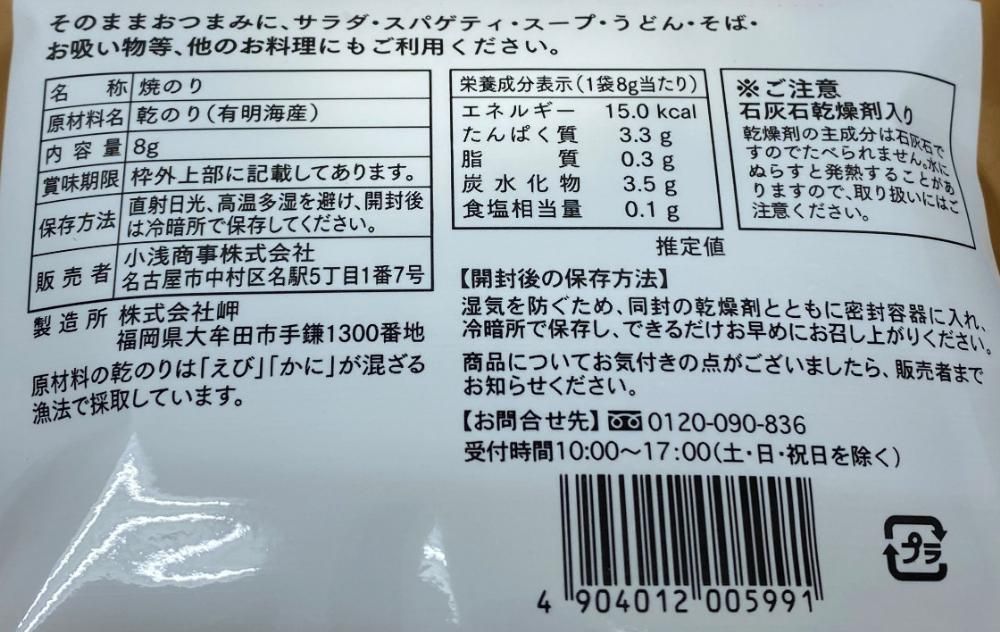 そのままおつまみに、サラダ・スパゲティ・スープ・うどん・そば・
お吸い物等、他のお料理にもご利用ください。
名称 焼のり
原材料名 乾のり(有明海産)
内容量 8g
賞味期限 枠外上部に記載してあります。
保存方法 直射日光、高温多湿を避け、開封後
は冷暗所で保存してください。
販売者 小浅商事株式会社
名古屋市中村区名駅5丁目1番7号
製造所 株式会社岬
福岡県大牟田市手鎌1300番地
原材料の乾のりは「えび」「かに」が混ざる
漁法で採取しています。
栄養成分表示(1袋8g当たり)
エネルギー 15.0 kcal
たんぱく質 3.3 g
脂質 0.3 g
炭水化物 3.5 g
食塩相当量 0.1 g
推定値
※ご注意
石灰石乾燥剤入り
乾燥剤の主成分は石灰石で
すのでたべられません。水に
ぬらすと発熱することがあ
りますので、取り扱いにはご
注意ください。
【開封後の保存方法】
湿気を防ぐため、同封の乾燥剤とともに密封容器に入れ、
冷暗所で保存し、できるだけお早めにお召し上がりください。
商品についてお気付きの点がございましたら、販売者まで
お知らせください。
【お問合せ先】0120-090-836
受付時間10:00〜17:00(土・日・祝日を除く)
4 904012 005991
プラ